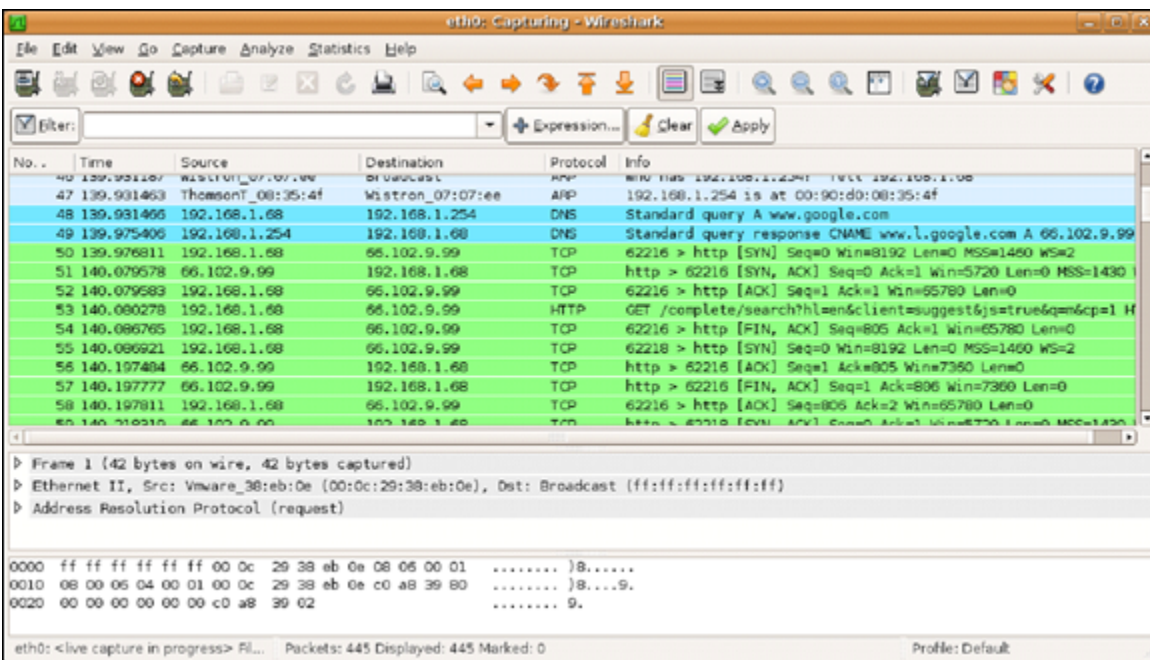 eth0: Capturing - Wireshark
File Edit View Go Capture Analyze Statistics Help
Filter: Expression... Clear Apply
No. . Time Source Destination Protocol Info
47 139.931463 ThomsonT_08:35:4f Wistron_07:07:ee ARP 192.168.1.254 is at 00:90:d0:08:35:4f
48 139.931466 192.168.1.68 192.168.1.254 DNS Standard query A www.google.com
49 139.975406 192.168.1.254 192.168.1.68 DNS Standard query response CNAME www.l.google.com A 66.102.9.99
50 139.976811 192.168.1.68 66.102.9.99 TCP 62216 > http [SYN] Seq=0 Win=8192 Len=0 MSS=1460 WS=2
51 140.079578 66.102.9.99 192.168.1.68 TCP http > 62216 [SYN, ACK] Seq=0 Ack=1 Win=5720 Len=0 MSS=1430
52 140.079583 192.168.1.68 66.102.9.99 TCP 62216 > http [ACK] Seq=1 Ack=1 Win=65780 Len=0
53 140.080278 192.168.1.68 66.102.9.99 HTTP GET /complete/search?hl=en&client=suggest&js=true&q=m&cp=1 H
54 140.086765 192.168.1.68 66.102.9.99 TCP 62216 > http [FIN, ACK] Seq=805 Ack=1 Win=65780 Len=0
55 140.086921 192.168.1.68 66.102.9.99 TCP 62218 > http [SYN] Seq=0 Win=8192 Len=0 MSS=1460 WS=2
56 140.197484 66.102.9.99 192.168.1.68 TCP http > 62216 [ACK] Seq=1 Ack=805 Win=7360 Len=0
57 140.197777 66.102.9.99 192.168.1.68 TCP http > 62216 [FIN, ACK] Seq=1 Ack=806 Win=7360 Len=0
58 140.197811 192.168.1.68 66.102.9.99 TCP 62216 > http [ACK] Seq=806 Ack=2 Win=65780 Len=0
Frame 1 (42 bytes on wire, 42 bytes captured)
Ethernet II, Src: Vmware_38:eb:0e (00:0c:29:38:eb:0e), Dst: Broadcast (ff:ff:ff:ff:ff:ff)
Address Resolution Protocol (request)
0000 ff ff ff ff ff ff 00 0c 29 38 eb 0e 08 06 00 01 ........ )8......
0010 08 00 06 04 00 01 00 0c 29 38 eb 0e c0 a8 39 80 ........ )8....9.
0020 00 00 00 00 00 00 c0 a8 39 02 ........ 9.
eth0: <live capture in progress> Fil... Packets: 445 Displayed: 445 Marked: 0 Profile: Default